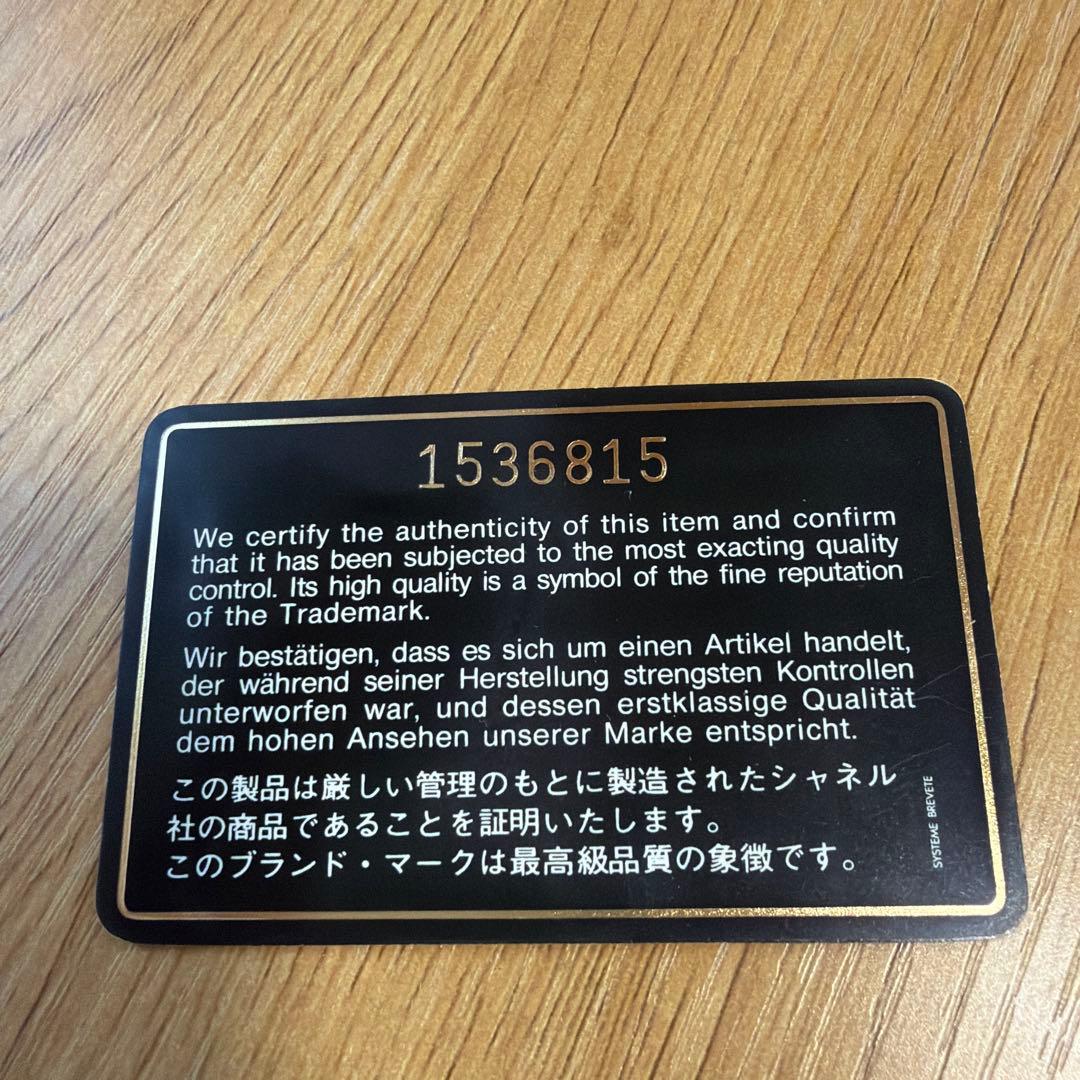 1536815
We certify the authenticity of this item and confirm
that it has been subjected to the most exacting quality
control. Its high quality is a symbol of the fine reputation
of the Trademark.
Wir bestätigen, dass es sich um einen Artikel handelt,
der während seiner Herstellung strengsten Kontrollen
unterworfen war, und dessen erstklassige Qualität
dem hohen Ansehen unserer Marke entspricht.
この製品は厳しい管理のもとに製造されたシャネル
社の商品であることを証明いたします。
このブランド・マークは最高級品質の象徴です。
SYSTEME BREVETE